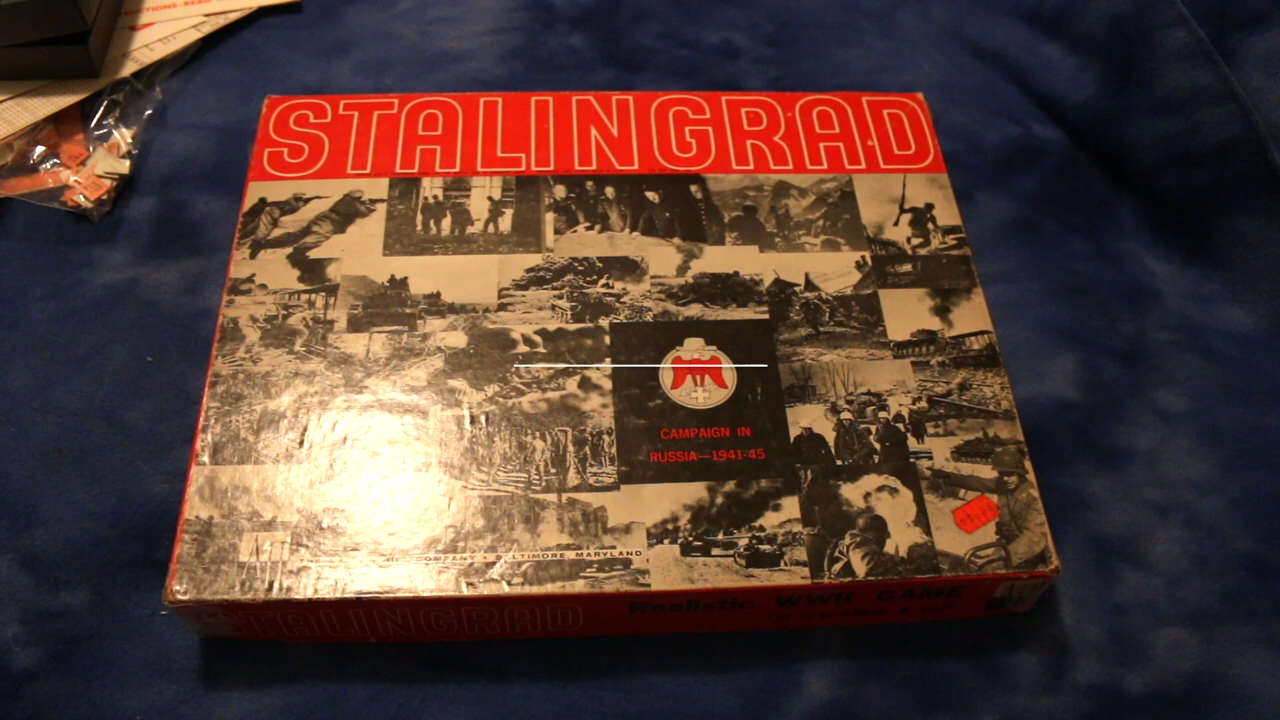 STALINGRAD
CAMPAIGN IN
RUSSIA—1941-45
COMPANY • BALTIMORE, MARYLAND
STALINGRAD Realistic WWII GAME